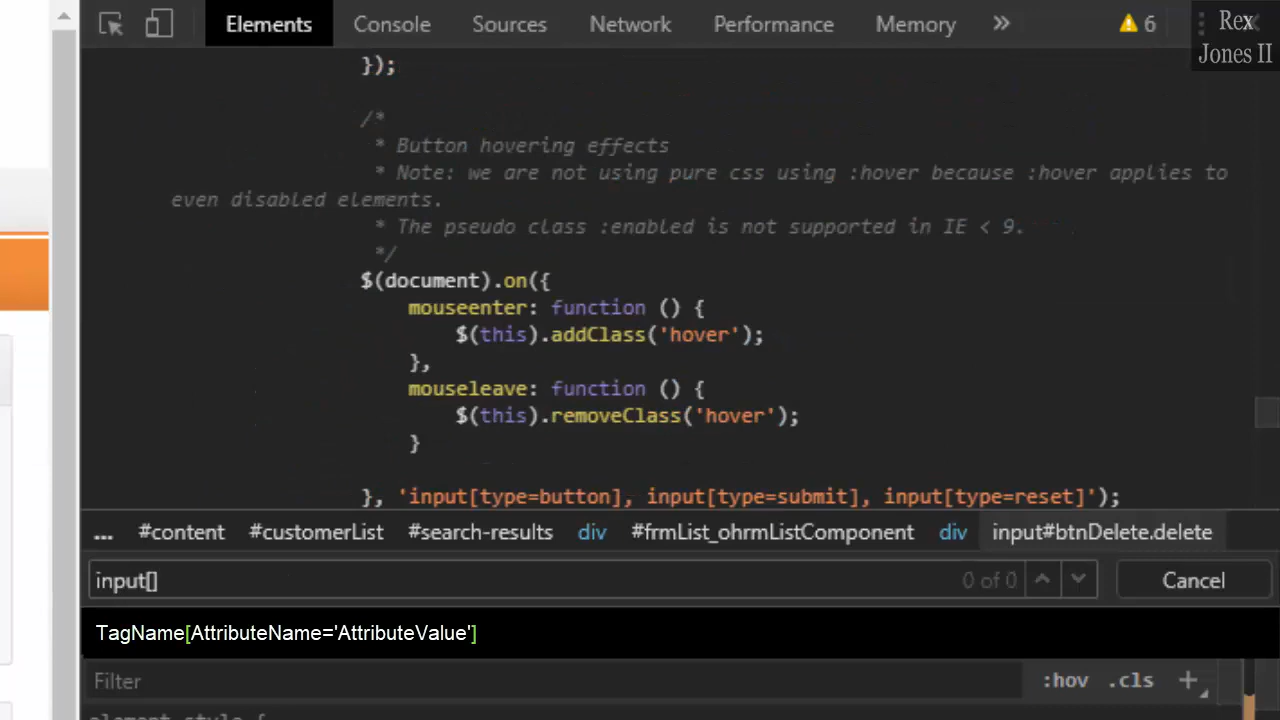 Elements Console Sources Network Performance Memory » 6
Rex
Jones II
});
/*
* Button hovering effects
* Note: we are not using pure css using :hover because :hover applies to
even disabled elements.
* The pseudo class :enabled is not supported in IE < 9.
*/
$(document).on({
mouseenter: function () {
$(this).addClass('hover');
},
mouseleave: function () {
$(this).removeClass('hover');
}
}, 'input[type=button], input[type=submit], input[type=reset]');
... #content #customerList #search-results div #frmList_ohrmListComponent div input#btnDelete.delete
input[] 0 of 0 Cancel
TagName[AttributeName='AttributeValue']
Filter :hov .cls +
element.style {